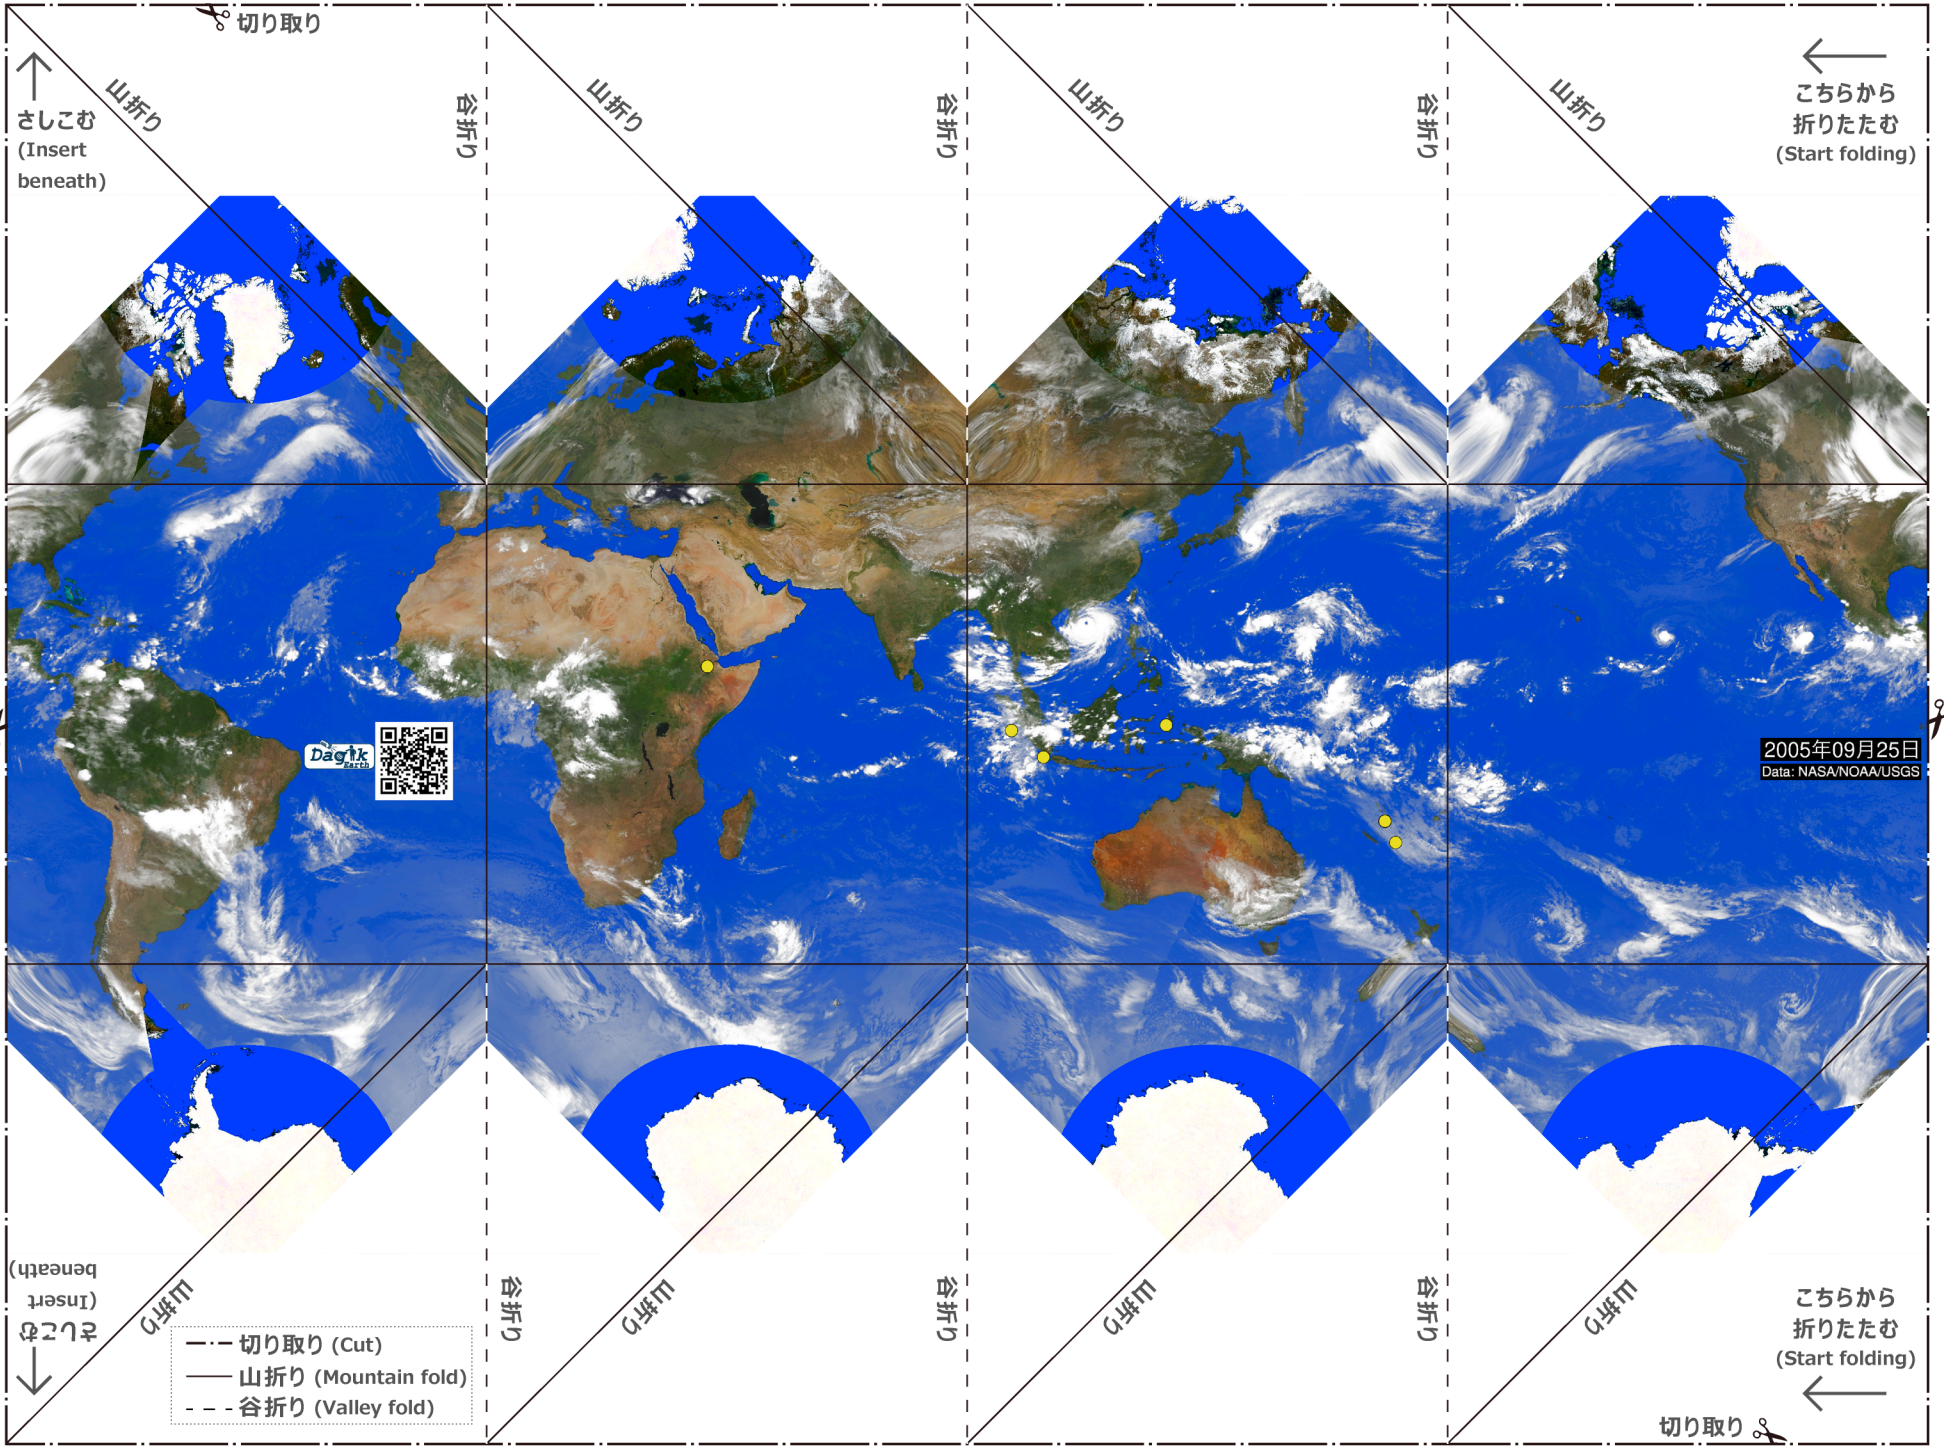 切り取り
さしこむ
(Insert
beneath)
山折り
谷折り
山折り
谷折り
山折り
谷折り
山折り
こちらから
折りたたむ
(Start folding)
Dagik
Earth
2005年09月25日
Data: NASA/NOAA/USGS
さしこむ
(Insert
beneath)
山折り
谷折り
山折り
谷折り
山折り
谷折り
山折り
こちらから
折りたたむ
(Start folding)
切り取り (Cut)
山折り (Mountain fold)
谷折り (Valley fold)
切り取り